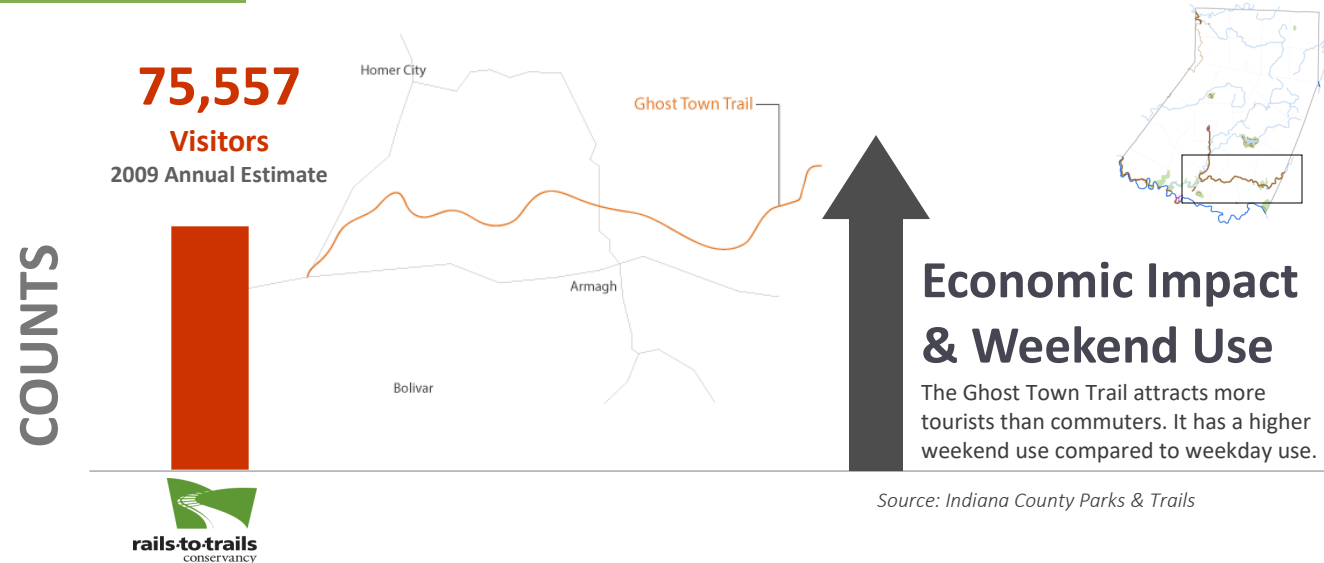 75,557
Visitors
2009 Annual Estimate
COUNTS
Homer City
Ghost Town Trail
Armagh
Bolivar
Economic Impact
& Weekend Use
The Ghost Town Trail attracts more
tourists than commuters. It has a higher
weekend use compared to weekday use.
Source: Indiana County Parks & Trails
rails·to·trails
conservancy